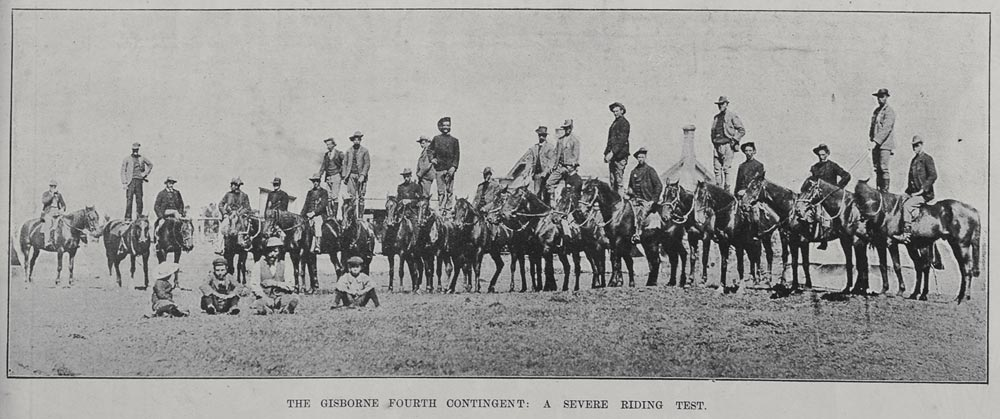 THE GISBORNE FOURTH CONTINGENT: A SEVERE RIDING TEST.